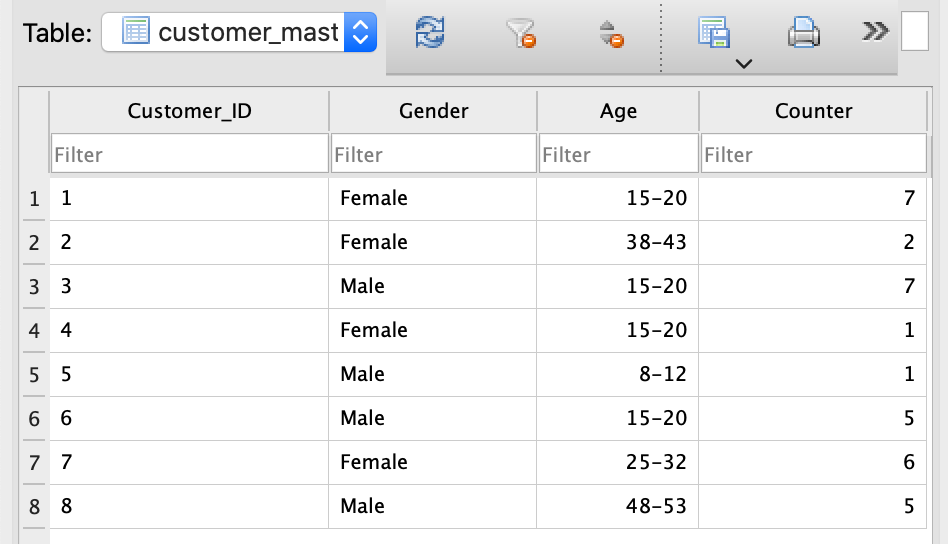 Table: customer_mast
Customer_ID Gender Age Counter
Filter Filter Filter Filter
1 1 Female 15-20 7
2 2 Female 38-43 2
3 3 Male 15-20 7
4 4 Female 15-20 1
5 5 Male 8-12 1
6 6 Male 15-20 5
7 7 Female 25-32 6
8 8 Male 48-53 5